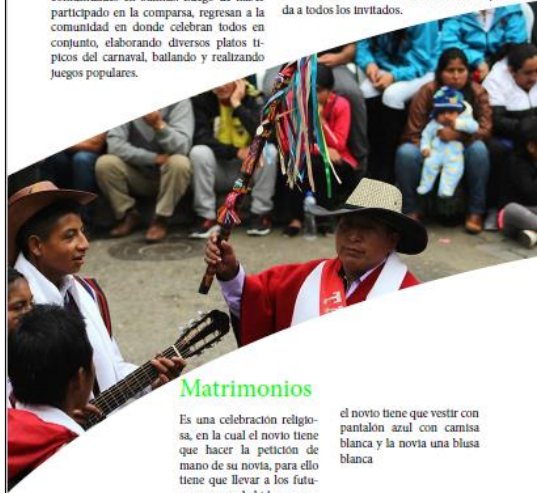 participado en la comparsa, regresan a la
comunidad en donde celebran todos en
conjunto, elaborando diversos platos tí-
picos del carnaval, bailando y realizando
juegos populares.
da a todos los invitados.
Matrimonios
Es una celebración religio-
sa, en la cual el novio tiene
que hacer la petición de
mano de su novia, para ello
tiene que llevar a los futu-
el novio tiene que vestir con
pantalón azul con camisa
blanca y la novia una blusa
blanca